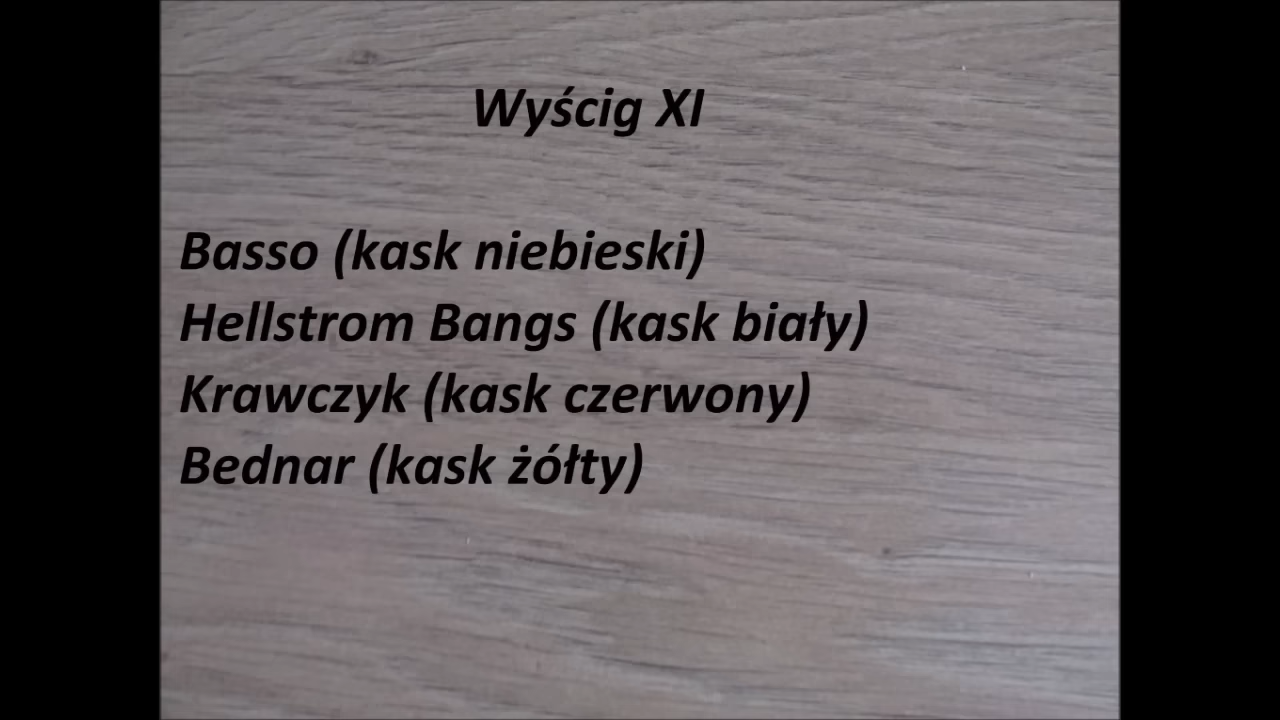 Wyścig XI
Basso (kask niebieski)
Hellstrom Bangs (kask biały)
Krawczyk (kask czerwony)
Bednar (kask żółty)